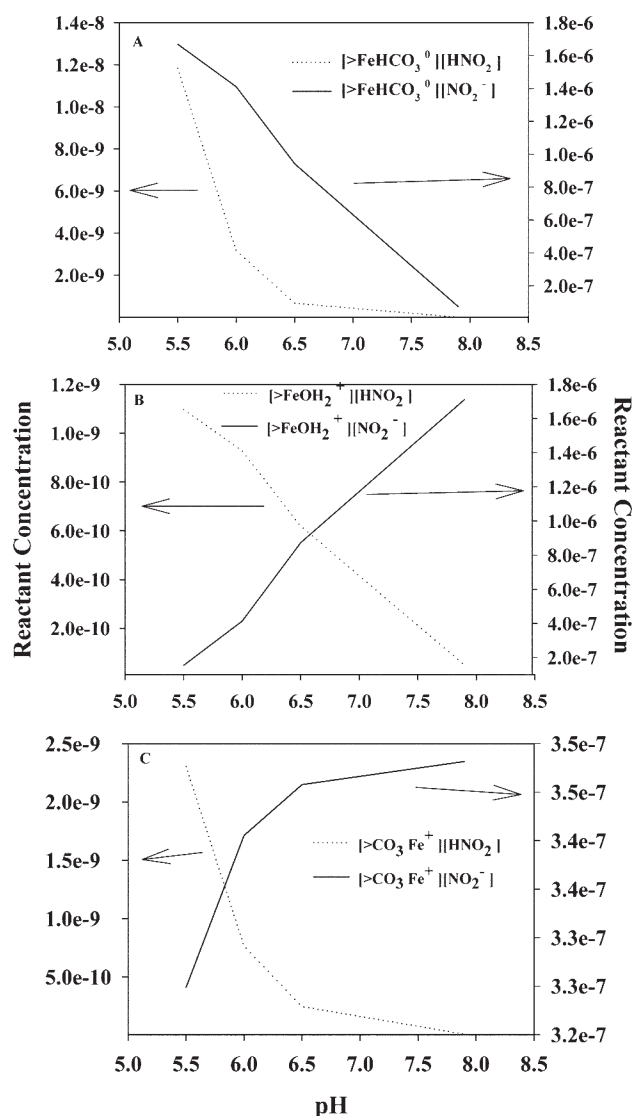 A
[>FeHCO3 0 ][HNO2 ]
[>FeHCO3 0 ][NO2 - ]
1.4e-8
1.2e-8
1.0e-8
8.0e-9
6.0e-9
4.0e-9
2.0e-9
1.8e-6
1.6e-6
1.4e-6
1.2e-6
1.0e-6
8.0e-7
6.0e-7
4.0e-7
2.0e-7
5.0 5.5 6.0 6.5 7.0 7.5 8.0 8.5
B
[>FeOH2 + ][HNO2 ]
[>FeOH2 + ][NO2 - ]
Reactant Concentration
1.2e-9
1.0e-9
8.0e-10
6.0e-10
4.0e-10
2.0e-10
1.8e-6
1.6e-6
1.4e-6
1.2e-6
1.0e-6
8.0e-7
6.0e-7
4.0e-7
2.0e-7
Reactant Concentration
5.0 5.5 6.0 6.5 7.0 7.5 8.0 8.5
C
[>CO3 Fe + ][HNO2 ]
[>CO3 Fe + ][NO2 - ]
2.5e-9
2.0e-9
1.5e-9
1.0e-9
5.0e-10
3.5e-7
3.5e-7
3.4e-7
3.4e-7
3.3e-7
3.3e-7
3.2e-7
5.0 5.5 6.0 6.5 7.0 7.5 8.0 8.5
pH